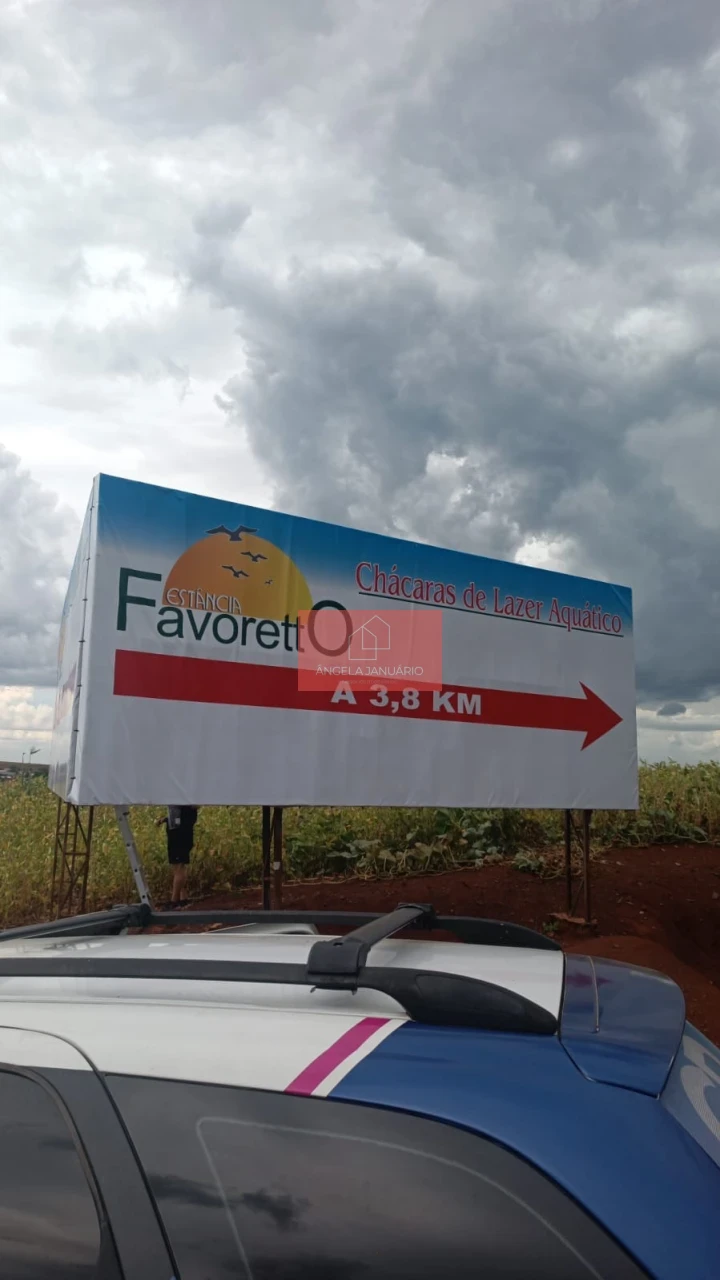 ESTÂNCIA
FavorettO
Chácaras de Lazer Aquático
ÂNGELA JANUÁRIO
A 3,8 KM